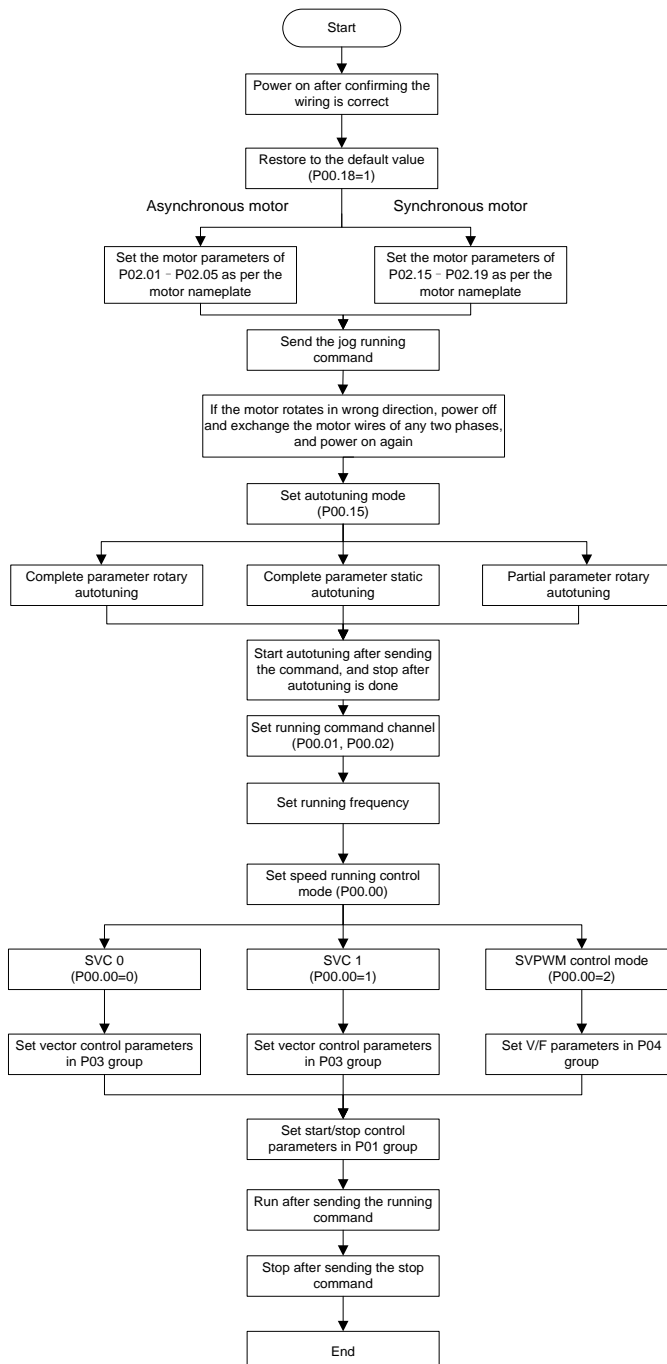 Start
Power on after confirming the
wiring is correct
Restore to the default value
(P00.18=1)
Asynchronous motor
Synchronous motor
Set the motor parameters of
P02.01–P02.05 as per the
motor nameplate
Set the motor parameters of
P02.15–P02.19 as per the
motor nameplate
Send the jog running
command
If the motor rotates in wrong direction, power off
and exchange the motor wires of any two phases,
and power on again
Set autotuning mode
(P00.15)
Complete parameter rotary
autotuning
Complete parameter static
autotuning
Partial parameter rotary
autotuning
Start autotuning after sending
the command, and stop after
autotuning is done
Set running command channel
(P00.01, P00.02)
Set running frequency
Set speed running control
mode (P00.00)
SVC 0
(P00.00=0)
SVC 1
(P00.00=1)
SVPWM control mode
(P00.00=2)
Set vector control parameters
in P03 group
Set vector control parameters
in P03 group
Set V/F parameters in P04
group
Set start/stop control
parameters in P01 group
Run after sending the running
command
Stop after sending the stop
command
End